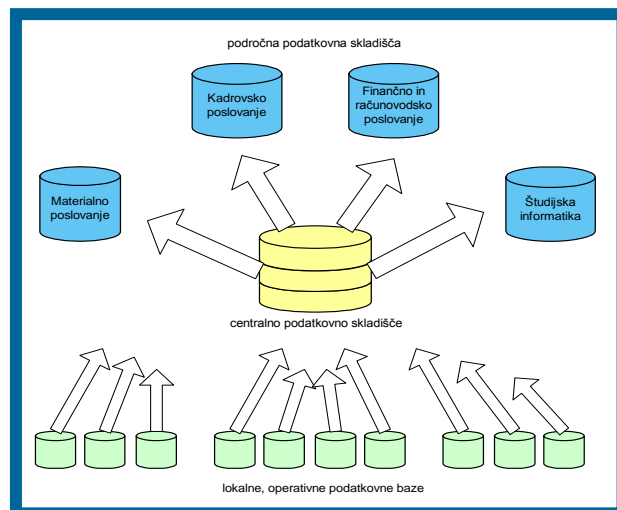 področna podatkovna skladišča
Kadrovsko
poslovanje
Finančno in
računovodsko
poslovanje
Materialno
poslovanje
Študijska
informatika
centralno podatkovno skladišče
lokalne, operativne podatkovne baze